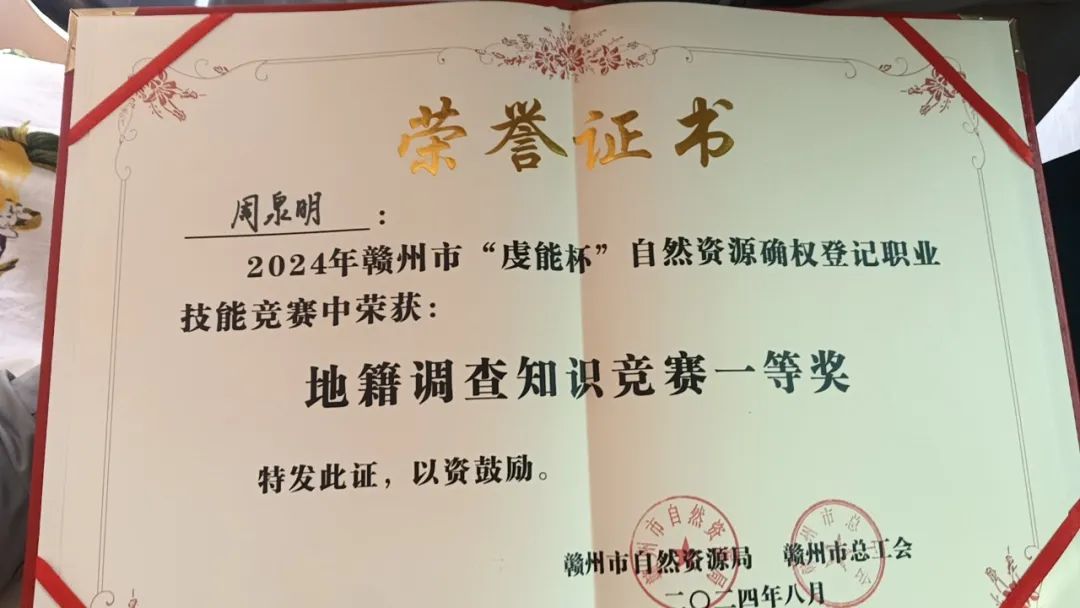 荣誉证书
周泉明：
2024年赣州市“虔能杯”自然资源确权登记职业
技能竞赛中荣获：
地籍调查知识竞赛一等奖
特发此证，以资鼓励。
赣州市自然资源局 赣州市总工会
二〇二四年八月